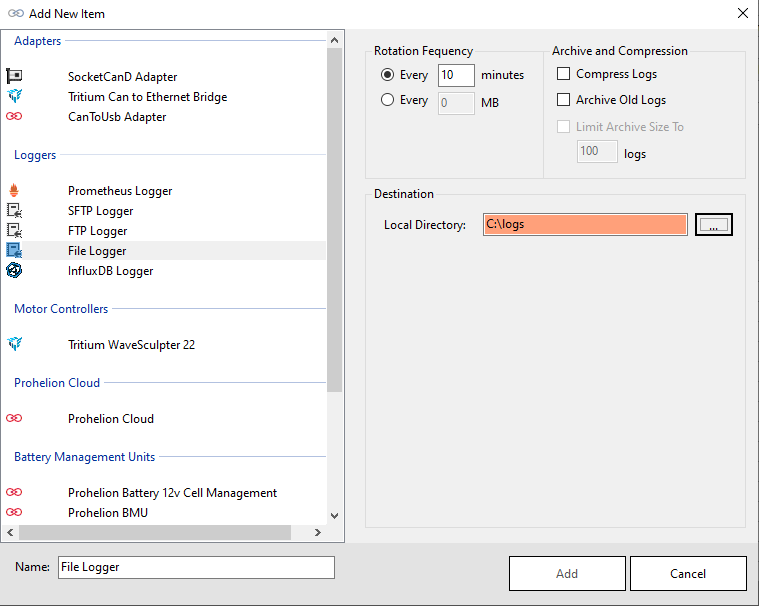 Add New Item
Adapters
SocketCanD Adapter
Tritium Can to Ethernet Bridge
CanToUsb Adapter
Loggers
Prometheus Logger
SFTP Logger
FTP Logger
File Logger
InfluxDB Logger
Motor Controllers
Tritium WaveSculpter 22
Prohelion Cloud
Prohelion Cloud
Battery Management Units
Prohelion Battery 12v Cell Management
Prohelion BMU
Rotation Fequency
Every 10 minutes
Every 0 MB
Archive and Compression
Compress Logs
Archive Old Logs
Limit Archive Size To
100 logs
Destination
Local Directory: C:\logs ...
Name: File Logger
Add Cancel